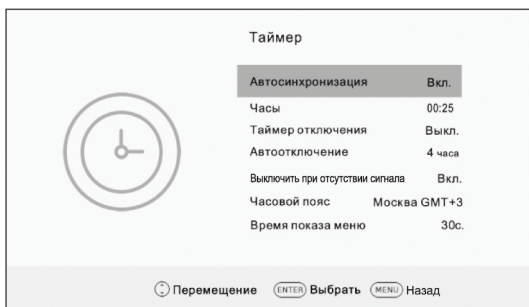 Таймер
Автосинхронизация Вкл.
Часы 00:25
Таймер отключения Выкл.
Автоотключение 4 часа
Выключить при отсутствии сигнала Вкл.
Часовой пояс Москва GMT+3
Время показа меню 30с.
Перемещение ENTER Выбрать MENU Назад